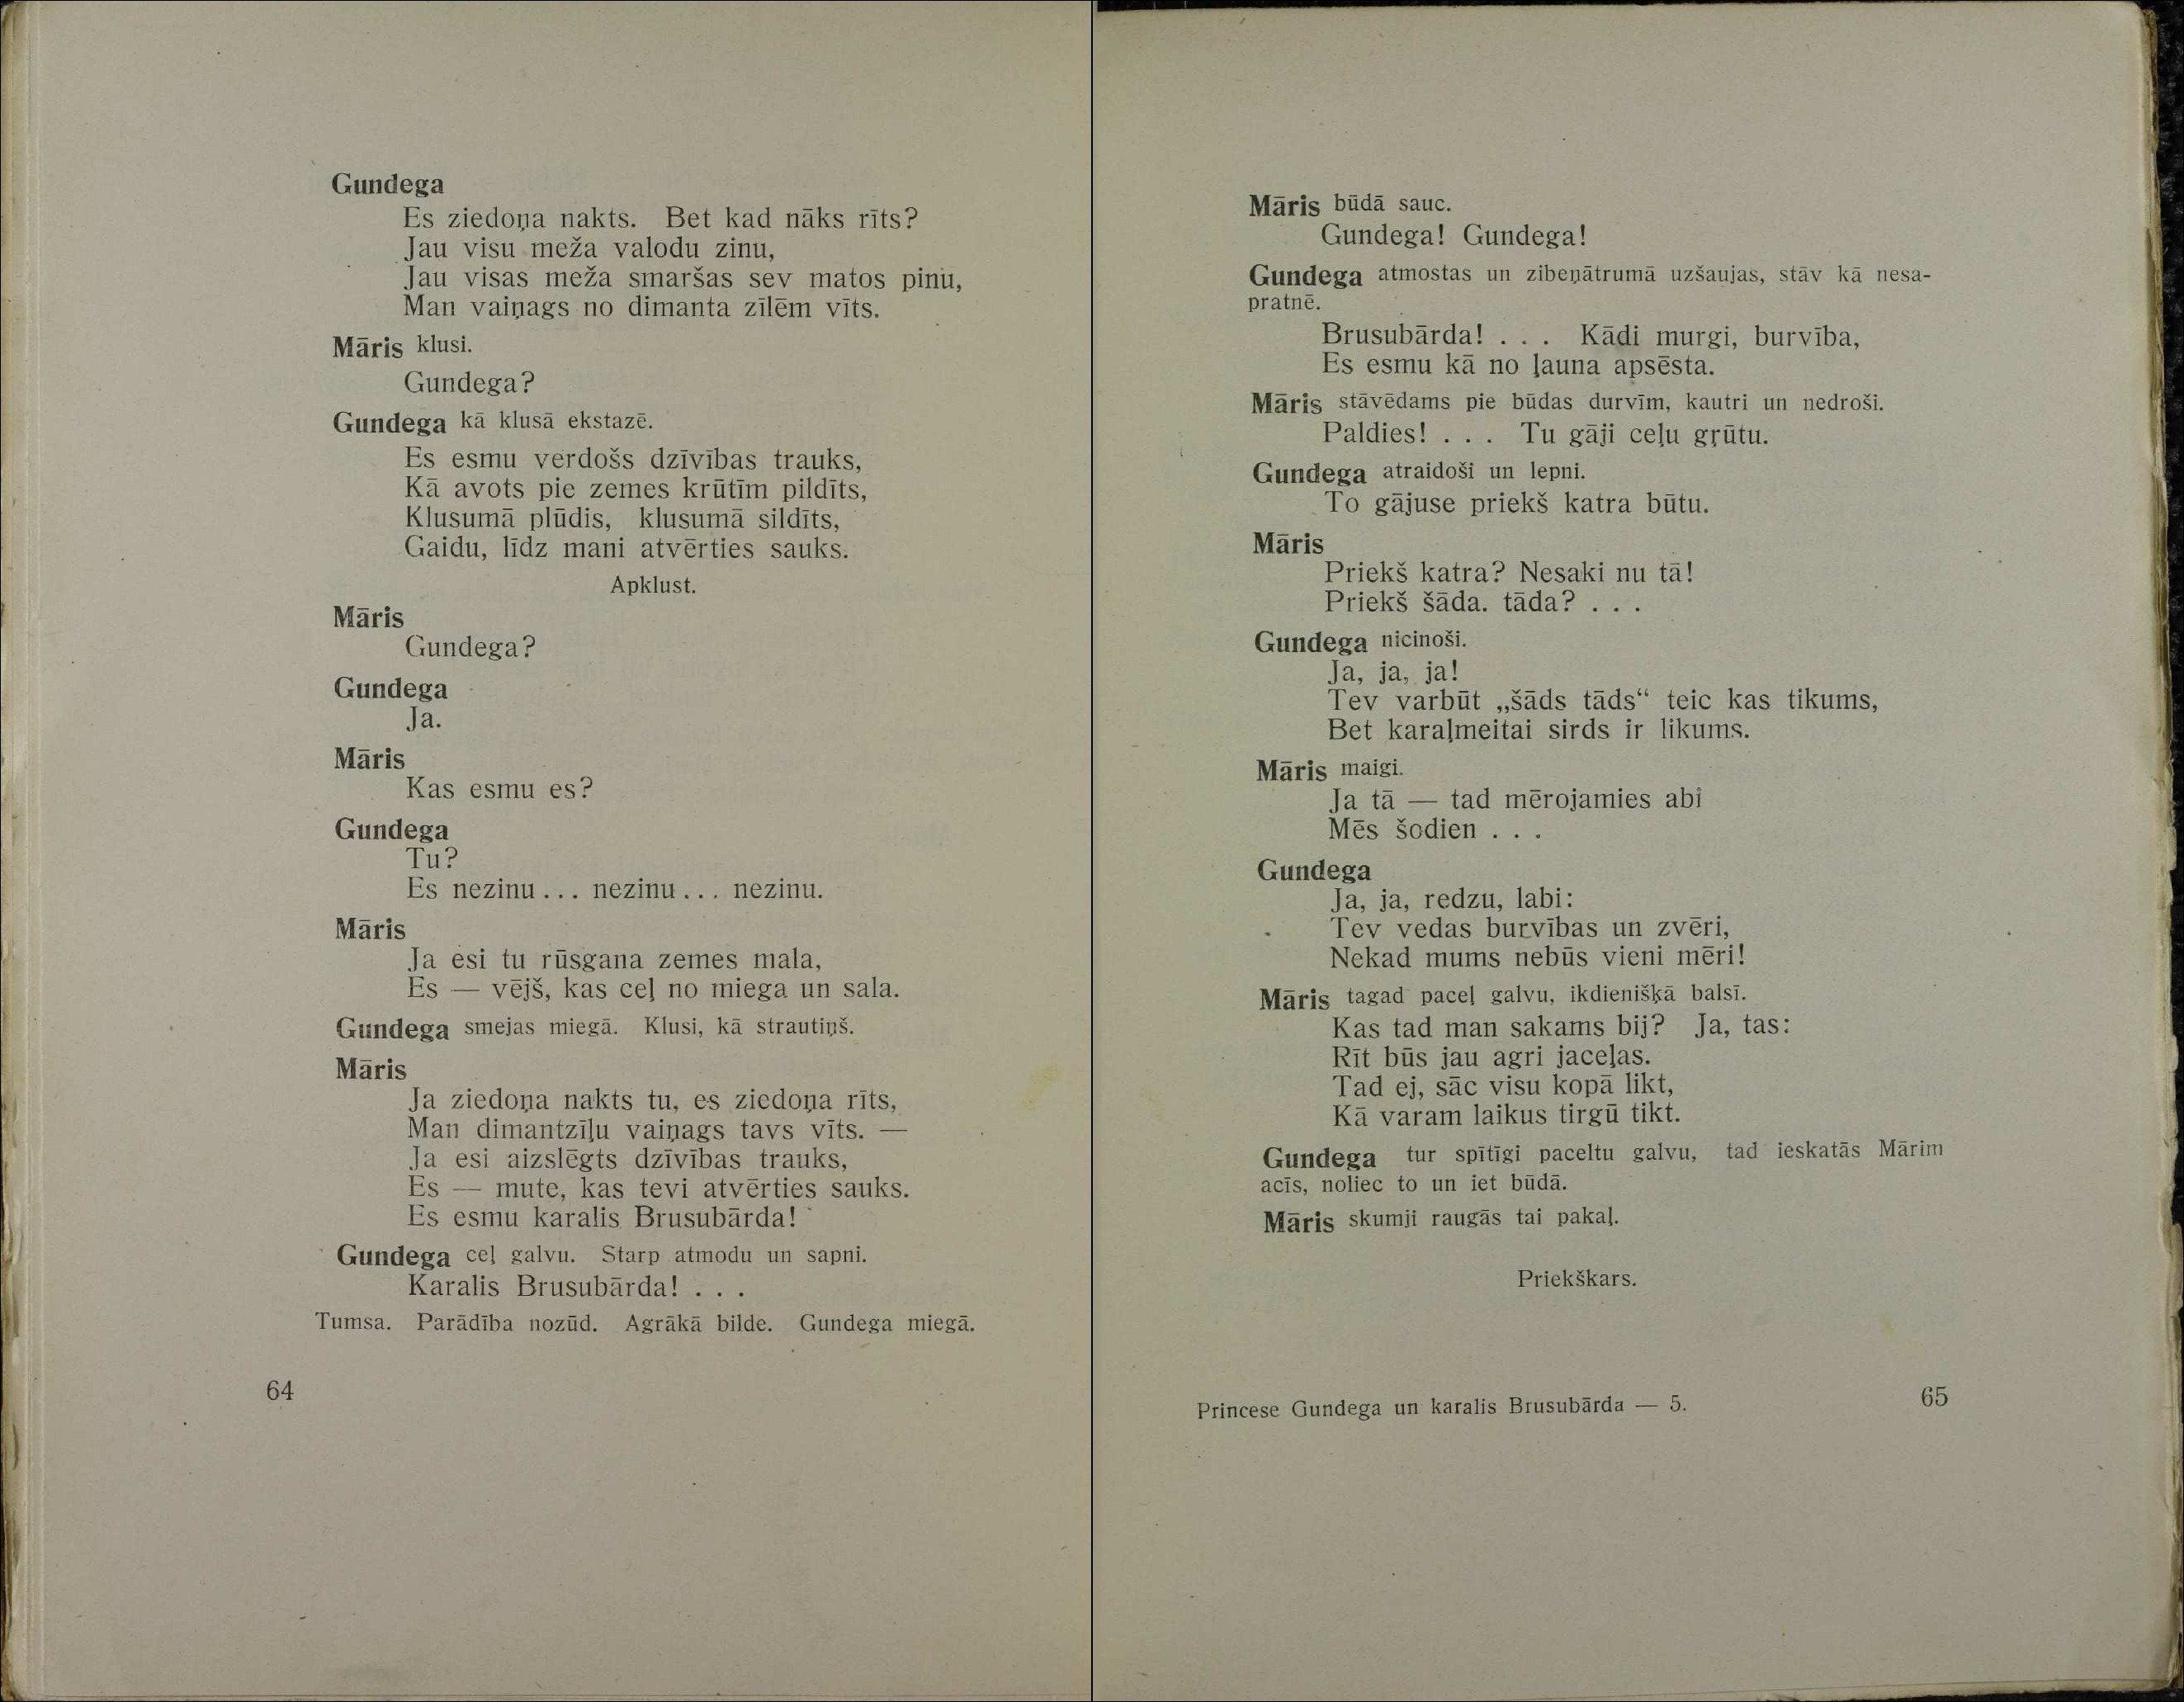 Gundega
Es ziedoņa nakts. Bet kad nāks rīts?
Jau visu meža valodu zinu,
Jau visas meža smaršas sev matos pinu,
Man vaiņags no dimanta zīlēm vīts.
Māris klusi.
Gundega?
Gundega kā klusā ekstazē.
Es esmu verdošs dzīvības trauks,
Kā avots pie zemes krūtīm pildīts,
Klusumā plūdis, klusumā sildīts,
Gaidu, līdz mani atvērties sauks.
Apklust.
Māris
Gundega?
Gundega
Ja.
Māris
Kas esmu es?
Gundega
Tu?
Es nezinu... nezinu... nezinu.
Māris
Ja esi tu rūsgana zemes mala,
Es — vējš, kas ceļ no miega un sala.
Gundega smejas miegā. Klusi, kā strautiņš.
Māris
Ja ziedoņa nakts tu, es ziedoņa rīts,
Man dimantzīļu vaiņags tavs vīts. —
Ja esi aizslēgts dzīvības trauks,
Es — mute, kas tevi atvērties sauks.
Es esmu karalis Brusubārda!
Gundega ceļ galvu. Starp atmodu un sapni.
Karalis Brusubārda! . . .
Tumsa. Parādība nozūd. Agrākā bilde. Gundega miegā.
64
Māris būdā sauc.
Gundega! Gundega!
Gundega atmostas un zibeņātrumā uzšaujas, stāv kā nesa-
pratnē.
Brusubārda! . . . Kādi murgi, burvība,
Es esmu kā no ļauna apsēsta.
Māris stāvēdams pie būdas durvīm, kautri un nedroši.
Paldies! . . . Tu gāji ceļu gŗūtu.
Gundega atraidoši un lepni.
To gājuse priekš katra būtu.
Māris
Priekš katra? Nesaki nu tā!
Priekš šāda. tāda? . . .
Gundega nicinoši.
Ja, ja, ja!
Tev varbūt „šāds tāds“ teic kas tikums,
Bet karaļmeitai sirds ir likums.
Māris maigi.
Ja tā — tad mērojamies abi
Mēs šodien . . .
Gundega
Ja, ja, redzu, labi:
Tev vedas burvības un zvēri,
Nekad mums nebūs vieni mēri!
Māris tagad paceļ galvu, ikdienišķā balsī.
Kas tad man sakams bij? Ja, tas:
Rīt būs jau agri jaceļas.
Tad ej, sāc visu kopā likt,
Kā varam laikus tirgū tikt.
Gundega tur spītīgi paceltu galvu, tad ieskatās Mārim
acīs, noliec to un iet būdā.
Māris skumji raugās tai pakaļ.
Priekškars.
Princese Gundega un karalis Brusubārda — 5.
65